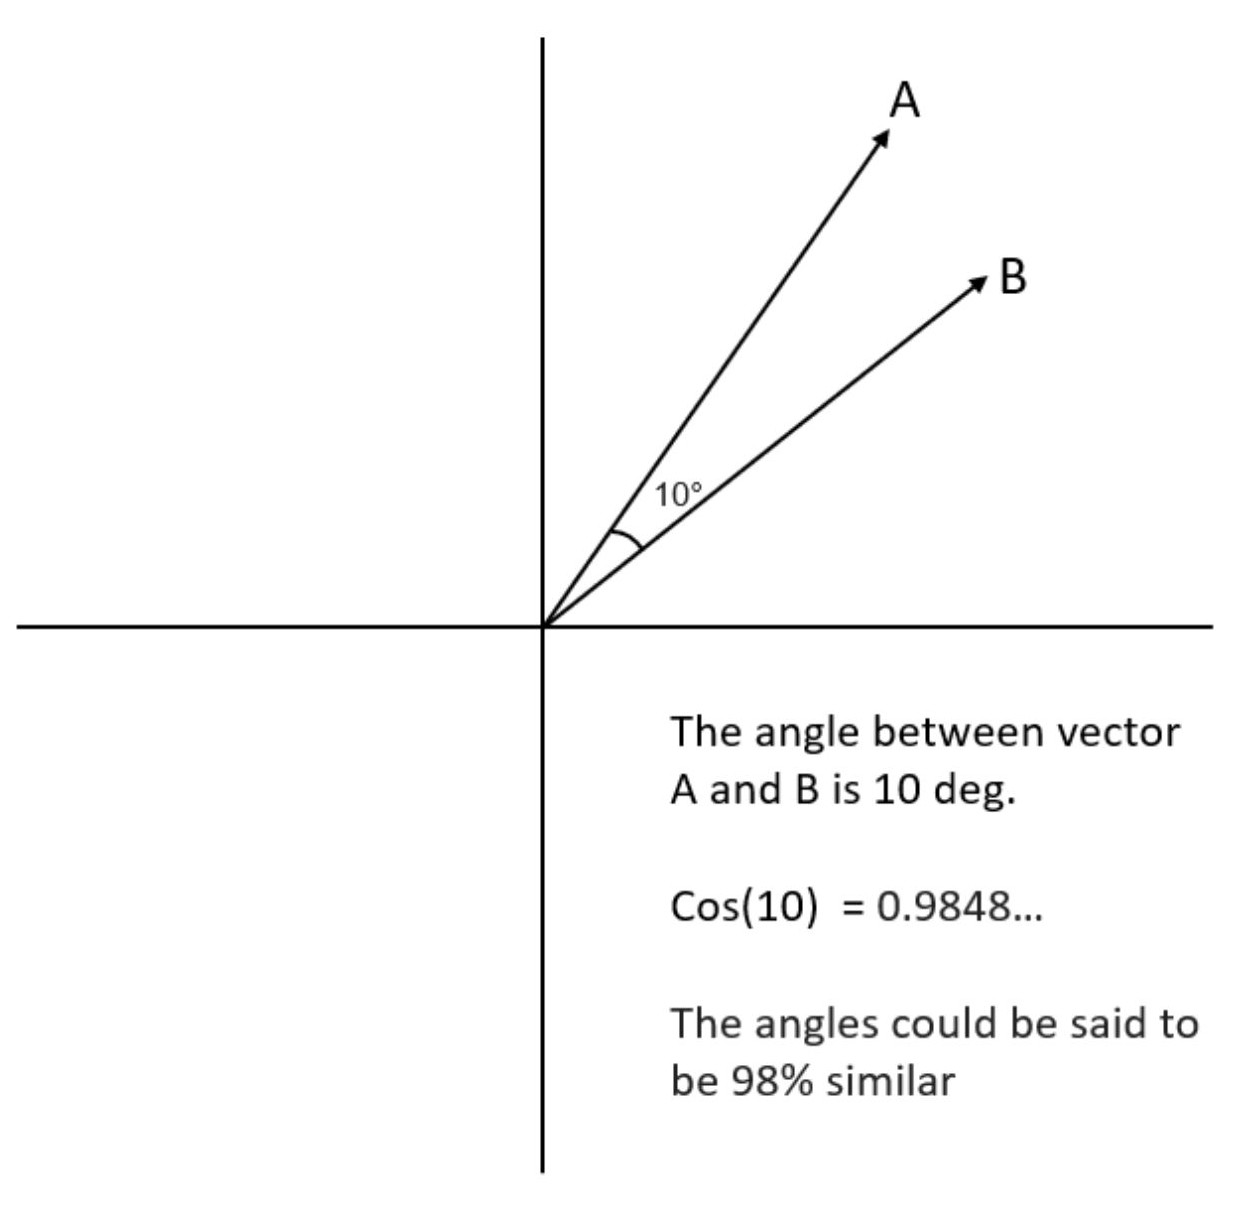 A
B
10°
The angle between vector
A and B is 10 deg.
Cos(10) = 0.9848...
The angles could be said to
be 98% similar